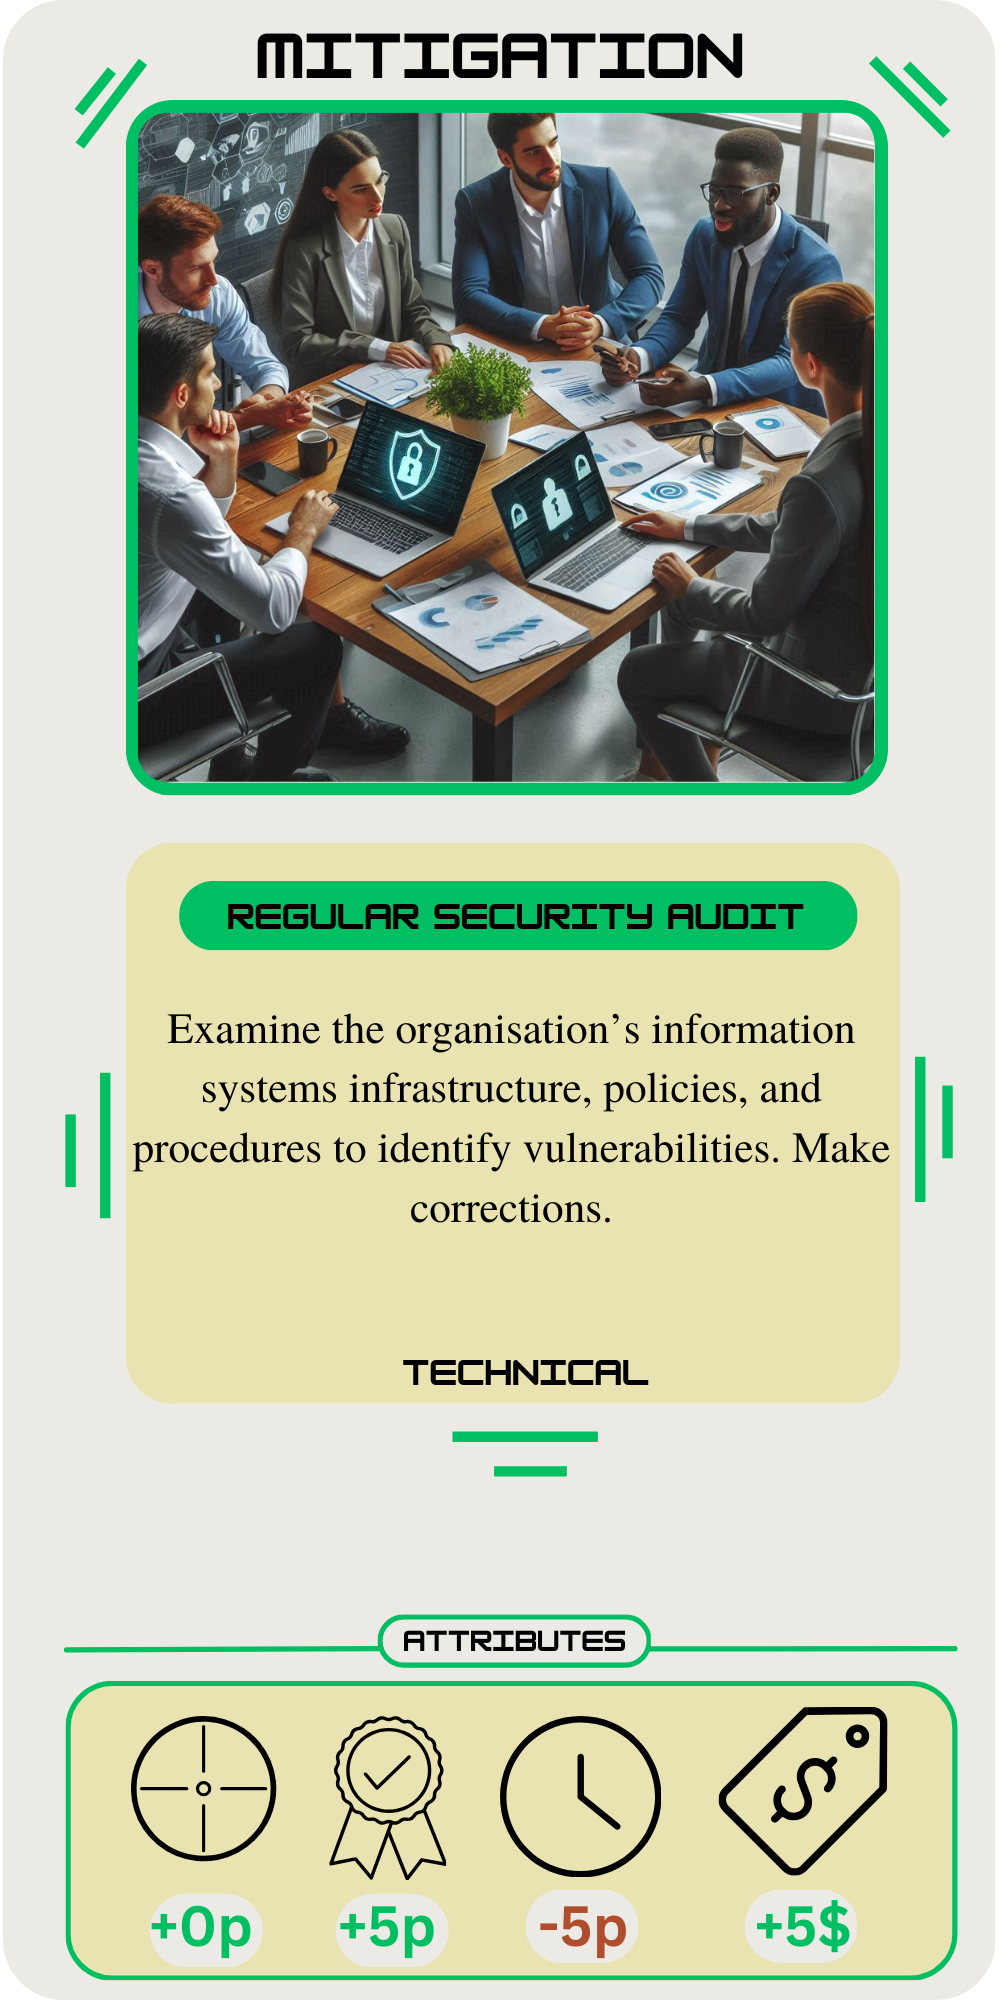 MITIGATION
REGULAR SECURITY AUDIT
Examine the organisation’s information
systems infrastructure, policies, and
procedures to identify vulnerabilities. Make
corrections.
TECHNICAL
ATTRIBUTES
+0p +5p -5p +5$